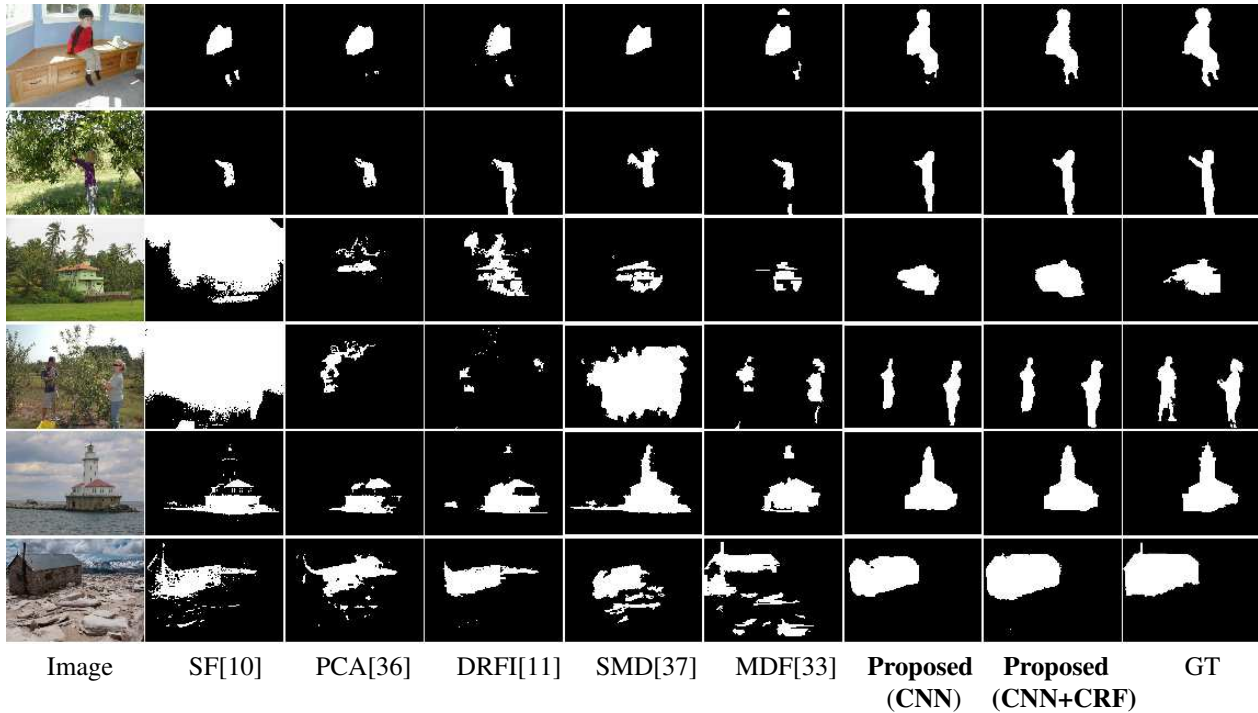 Image SF[10] PCA[36] DRFI[11] SMD[37] MDF[33] Proposed Proposed GT
(CNN) (CNN+CRF)